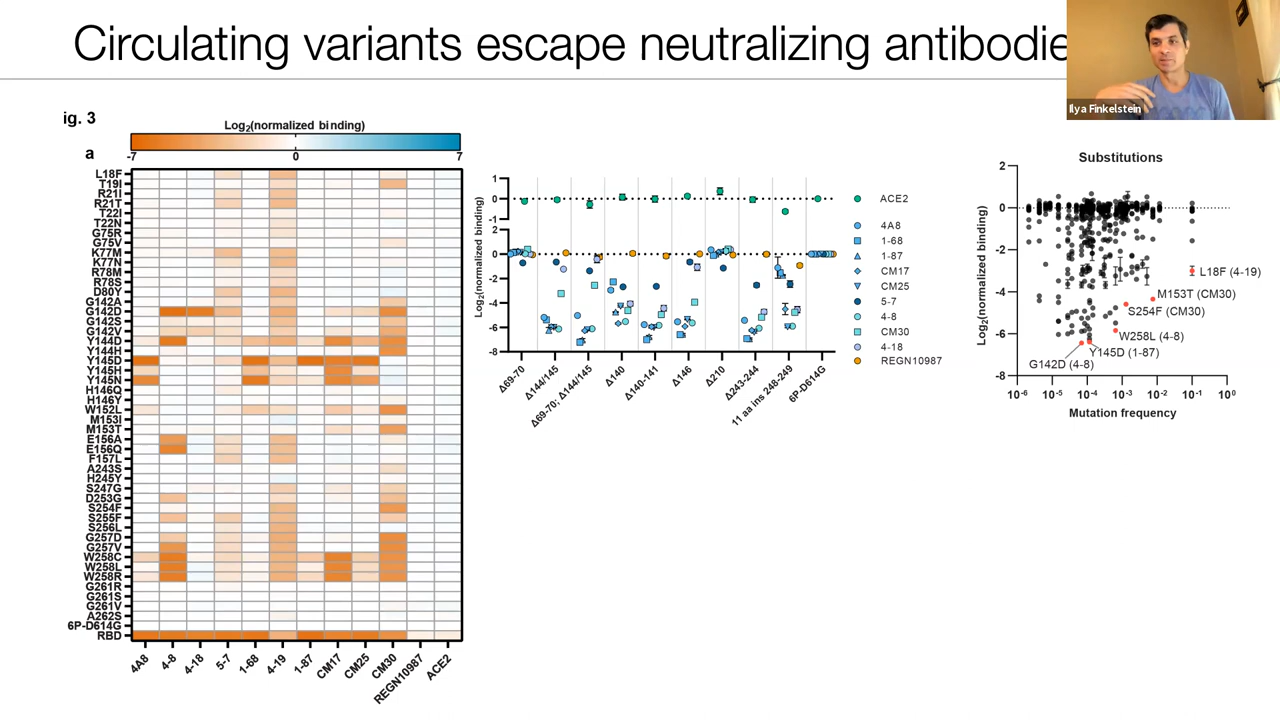 Circulating variants escape neutralizing antibodie
Ilya Finkelstein
ig. 3
a
Log2(normalized binding)
-7
0
7
L18F
T19I
R21I
R21T
T22I
T22N
G75R
G75V
K77M
K77N
R78M
R78S
D80Y
G142A
G142D
G142S
G142V
Y144D
Y144H
Y145D
Y145H
Y145N
H146Q
H146Y
W152L
M153I
M153T
E156A
E156Q
F157L
A243S
H245Y
S247G
D253G
S254F
S255F
S256L
G257D
G257V
W258C
W258L
W258R
G261R
G261S
G261V
A262S
6P-D614G
RBD
4A8
4-8
4-18
5-7
1-68
4-19
1-87
CM17
CM25
CM30
REGN10987
ACE2
Log2(normalized binding)
1
0
-1
2
0
-2
-4
-6
-8
Δ69-70
Δ144/145
Δ69-70; Δ144/145
Δ140
Δ140-141
Δ146
Δ210
Δ243-244
11 aa ins 248-249
6P-D614G
ACE2
4A8
1-68
1-87
CM17
CM25
5-7
4-8
CM30
4-18
REGN10987
Substitutions
Log2(normalized binding)
2
0
-2
-4
-6
-8
L18F (4-19)
M153T (CM30)
S254F (CM30)
W258L (4-8)
Y145D (1-87)
G142D (4-8)
10-6
10-5
10-4
10-3
10-2
10-1
100
Mutation frequency